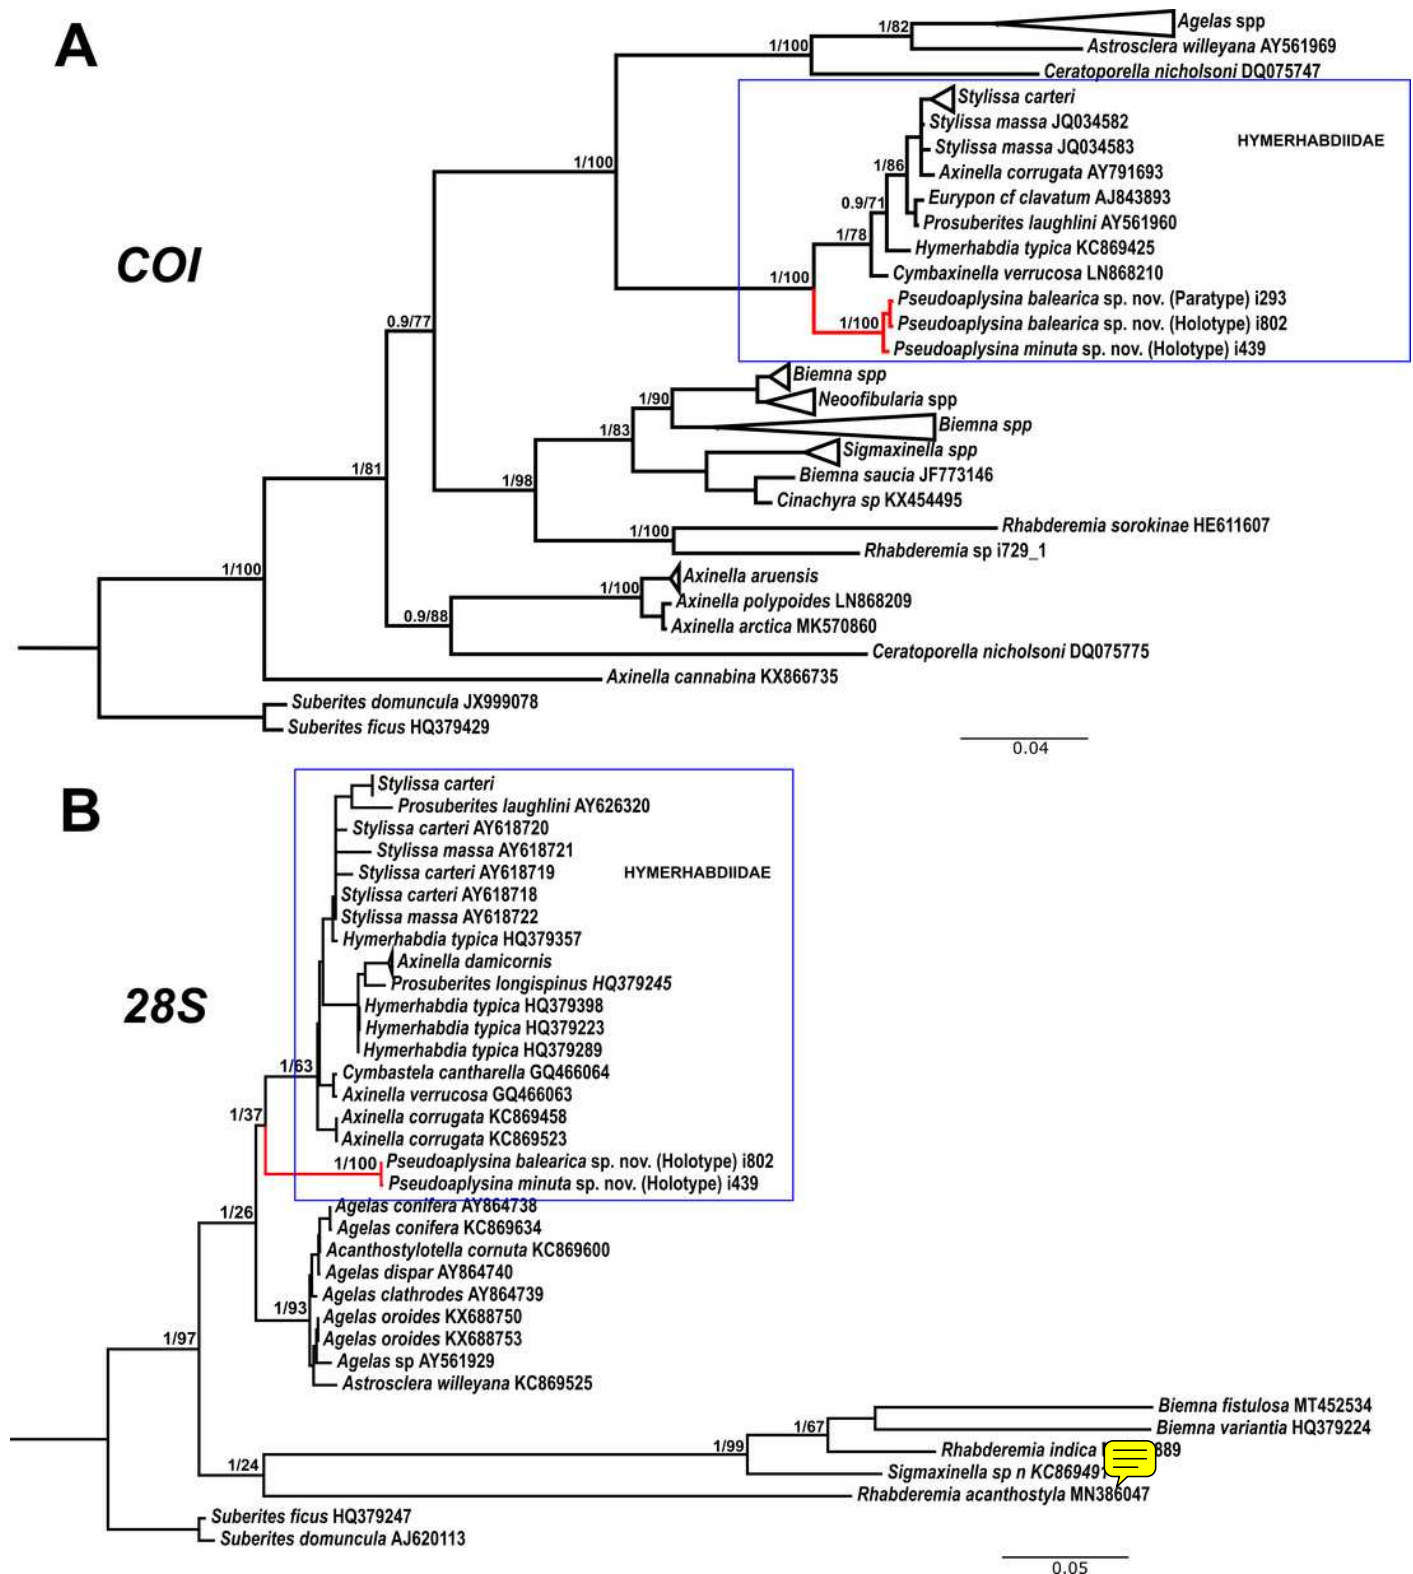 A
COI
1/82
Agelas spp
1/100
Astrosclera willeyana AY561969
Ceratoporella nicholsoni DQ075747
HYMERHABDIIDAE
Stylissa carteri
Stylissa massa JQ034582
Stylissa massa JQ034583
1/86
Axinella corrugata AY791693
1/100
Eurypon cf clavatum AJ843893
0.9/71
Prosuberites laughlini AY561960
1/78
Hymerhabdia typica KC869425
Cymbaxinella verrucosa LN868210
1/100
Pseudoaplysina balearica sp. nov. (Paratype) i293
1/100
Pseudoaplysina balearica sp. nov. (Holotype) i802
Pseudoaplysina minuta sp. nov. (Holotype) i439
0.9/77
Biemna spp
1/90
Neoofibularia spp
Biemna spp
1/83
Sigmaxinella spp
1/81
Biemna saucia JF773146
1/98
Cinachyra sp KX454495
Rhabderemia sorokinae HE611607
1/100
Rhabderemia sp i729_1
1/100
Axinella aruensis
1/100
Axinella polypoides LN868209
0.9/88
Axinella arctica MK570860
Ceratoporella nicholsoni DQ075775
Axinella cannabina KX866735
Suberites domuncula JX999078
Suberites ficus HQ379429
0.04
B
28S
HYMERHABDIIDAE
Stylissa carteri
Prosuberites laughlini AY626320
Stylissa carteri AY618720
Stylissa massa AY618721
Stylissa carteri AY618719
Stylissa carteri AY618718
Stylissa massa AY618722
Hymerhabdia typica HQ379357
Axinella damicornis
Prosuberites longispinus HQ379245
Hymerhabdia typica HQ379398
Hymerhabdia typica HQ379223
Hymerhabdia typica HQ379289
1/63
Cymbastela cantharella GQ466064
Axinella verrucosa GQ466063
1/37
Axinella corrugata KC869458
Axinella corrugata KC869523
1/100
Pseudoaplysina balearica sp. nov. (Holotype) i802
Pseudoaplysina minuta sp. nov. (Holotype) i439
1/26
Agelas conifera AY864738
Agelas conifera KC869634
Acanthostylotella cornuta KC869600
Agelas dispar AY864740
Agelas clathrodes AY864739
1/93
Agelas oroides KX688750
Agelas oroides KX688753
1/97
Agelas sp AY561929
Astrosclera willeyana KC869525
Biemna fistulosa MT452534
1/67
Biemna variantia HQ379224
1/99
Rhabderemia indica 889
1/24
Sigmaxinella sp n KC869491
Rhabderemia acanthostyla MN386047
Suberites ficus HQ379247
Suberites domuncula AJ620113
0.05